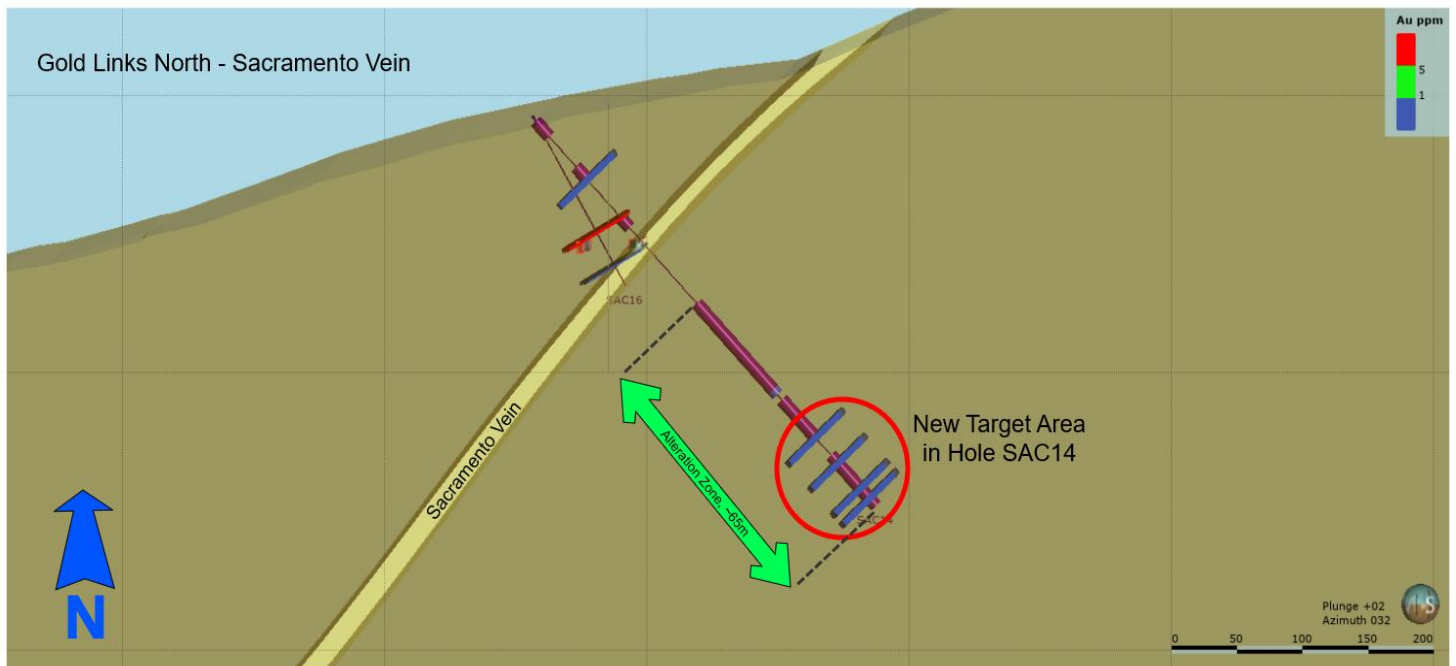 Gold Links North - Sacramento Vein
Au ppm
5
1
SAC16
Sacramento Vein
Alteration Zone, ~65m
New Target Area
in Hole SAC14
SAC14
N
Plunge +02
Azimuth 032
0 50 100 150 200